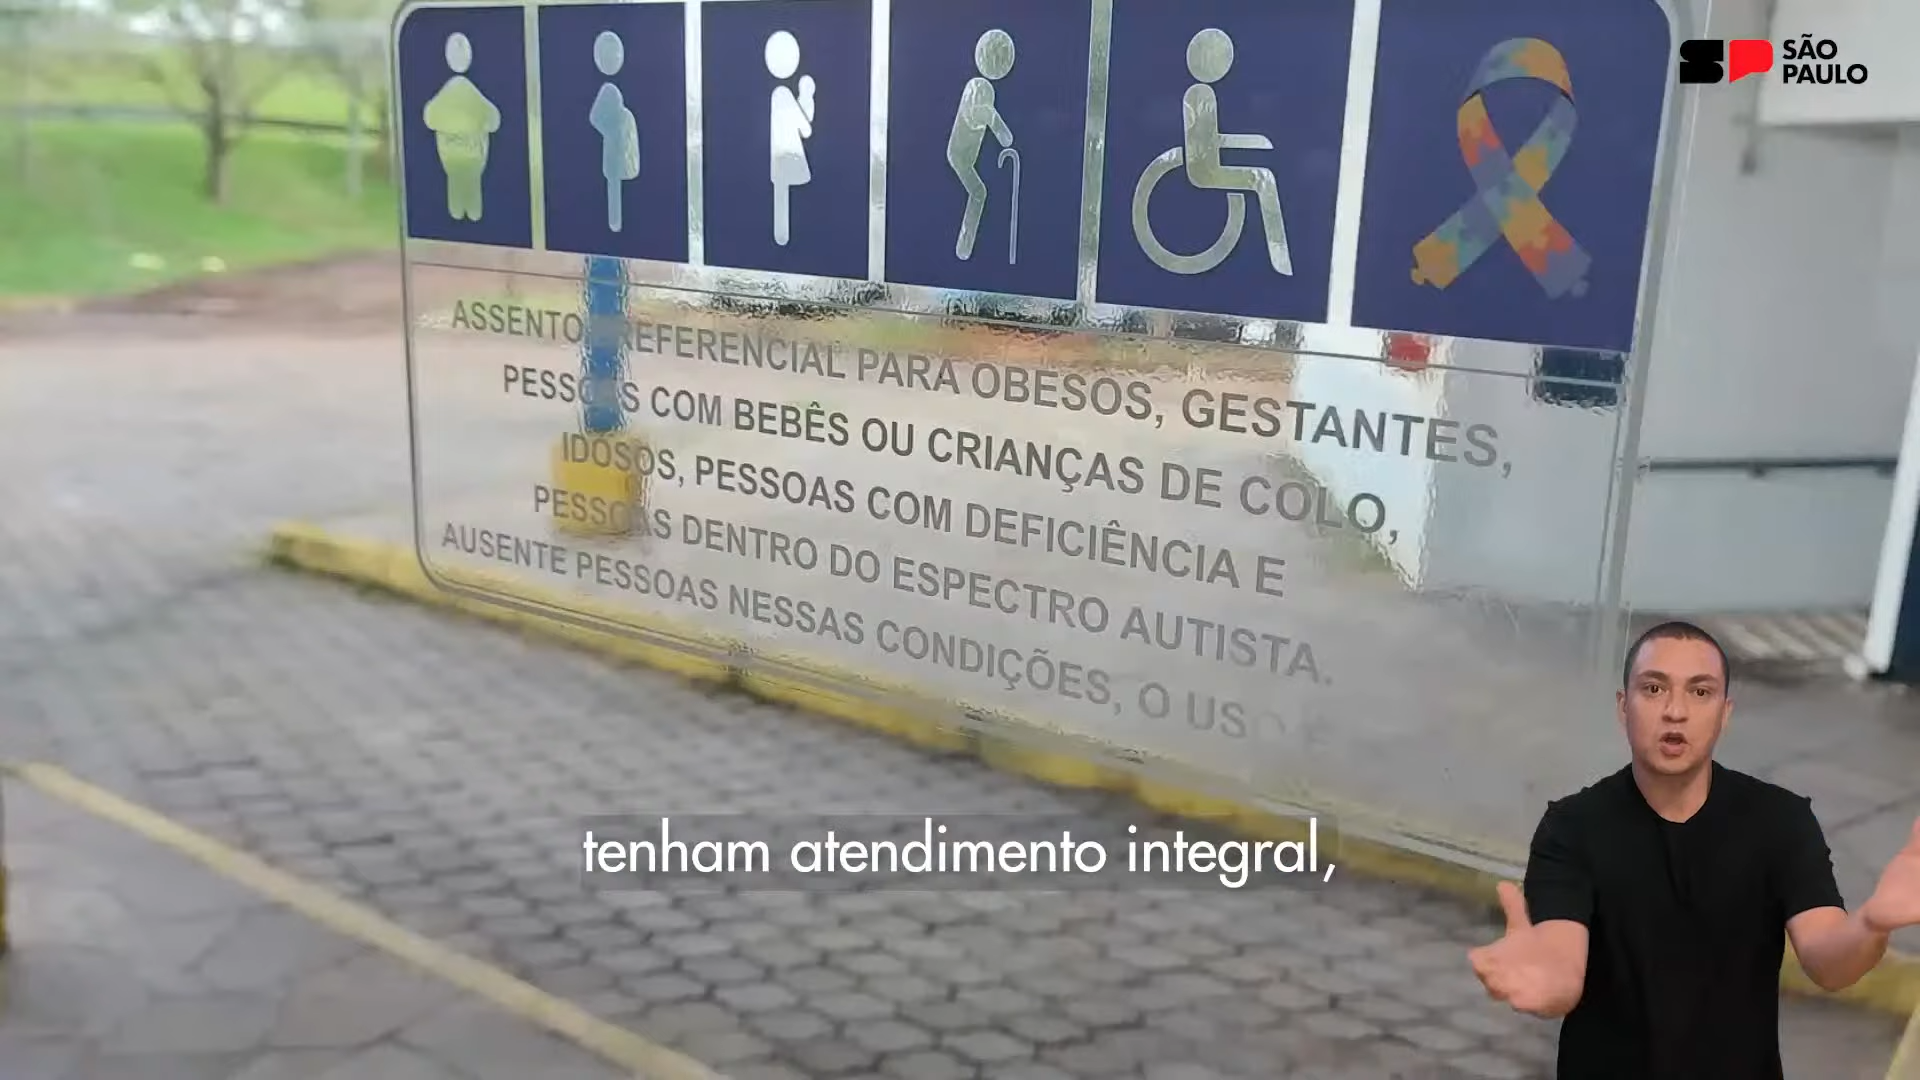 SÃO
PAULO
ASSENTO PREFERENCIAL PARA OBESOS, GESTANTES,
PESSOAS COM BEBÊS OU CRIANÇAS DE COLO,
IDOSOS, PESSOAS COM DEFICIÊNCIA E
PESSOAS DENTRO DO ESPECTRO AUTISTA.
AUSENTE PESSOAS NESSAS CONDIÇÕES, O USO É
tenham atendimento integral,